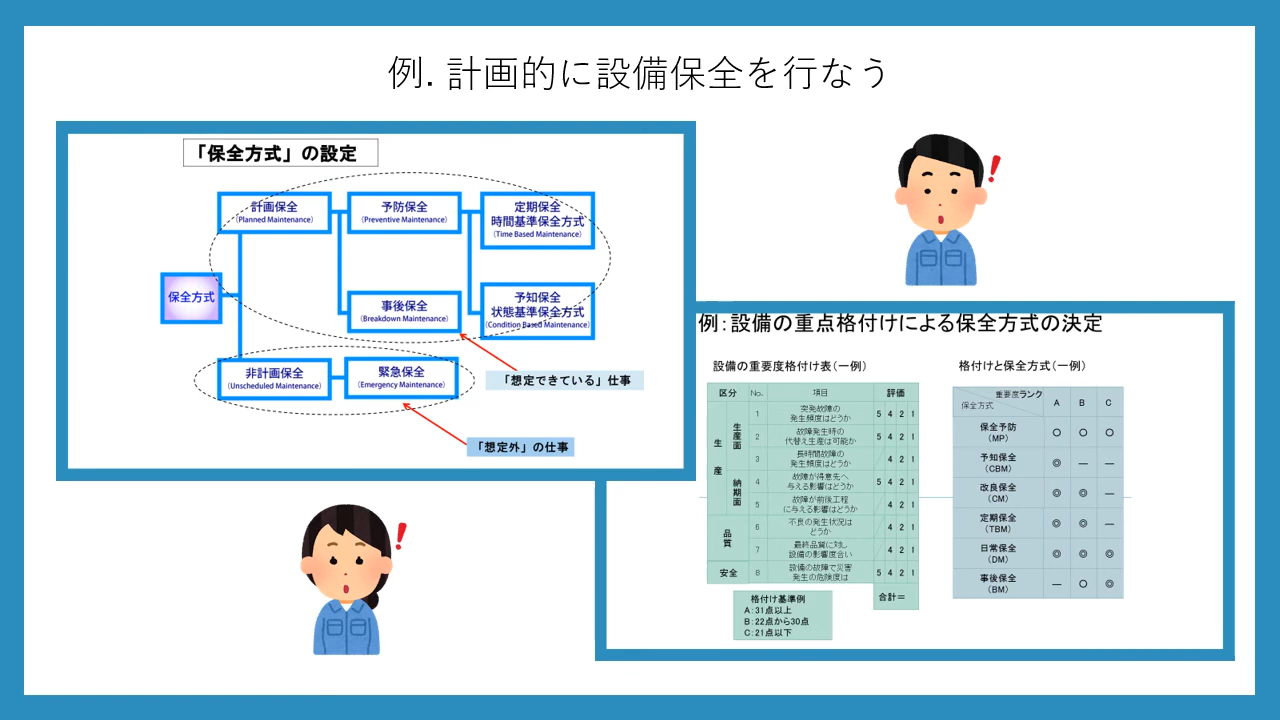 例. 計画的に設備保全を行なう
「保全方式」の設定
計画保全
(Planned Maintenance)
予防保全
(Preventive Maintenance)
定期保全
時間基準保全方式
(Time Based Maintenance)
保全方式
事後保全
(Breakdown Maintenance)
予知保全
状態基準保全方式
(Condition Based Maintenance)
非計画保全
(Unscheduled Maintenance)
緊急保全
(Emergency Maintenance)
「想定できている」仕事
「想定外」の仕事
例：設備の重点格付けによる保全方式の決定
設備の重要度格付け表（一例）
区分 No. 項目 評価
生産
生産面
1 突発故障の
発生頻度はどうか 5 4 2 1
2 故障発生時の
代替え生産は可能か 5 4 2 1
3 長時間故障の
発生頻度はどうか 4 2 1
納期面
4 故障が得意先へ
与える影響はどうか 5 4 2 1
5 故障が前後工程
に与える影響はどうか 4 2 1
品質
6 不良の発生状況は
どうか 4 2 1
7 最終品質に対し
設備の影響度合い 4 2 1
安全 8 設備の故障で災害
発生の危険度は 5 4 2 1
合計＝
格付け基準例
A：31点以上
B：22点から30点
C：21点以下
格付けと保全方式（一例）
重要度ランク
保全方式
A B C
保全予防
(MP) ○ ○ ○
予知保全
(CBM) ◎ ― ―
改良保全
(CM) ◎ ◎ ―
定期保全
(TBM) ◎ ◎ ―
日常保全
(DM) ◎ ◎ ◎
事後保全
(BM) ― ○ ◎